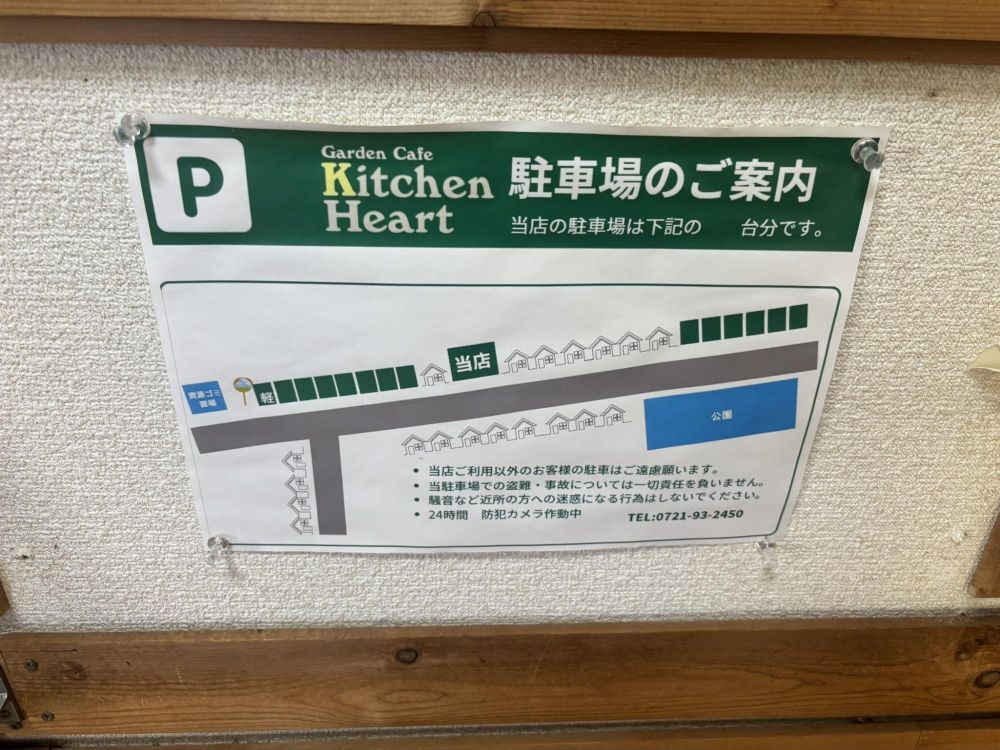 P
Garden Cafe
Kitchen
Heart
駐車場のご案内
当店の駐車場は下記の　　台分です。
資源ゴミ
置場
軽
当店
公園
• 当店ご利用以外のお客様の駐車はご遠慮願います。
• 当駐車場での盗難・事故については一切責任を負いません。
• 騒音など近所の方への迷惑になる行為はしないでください。
• 24時間　防犯カメラ作動中
TEL:0721-93-2450